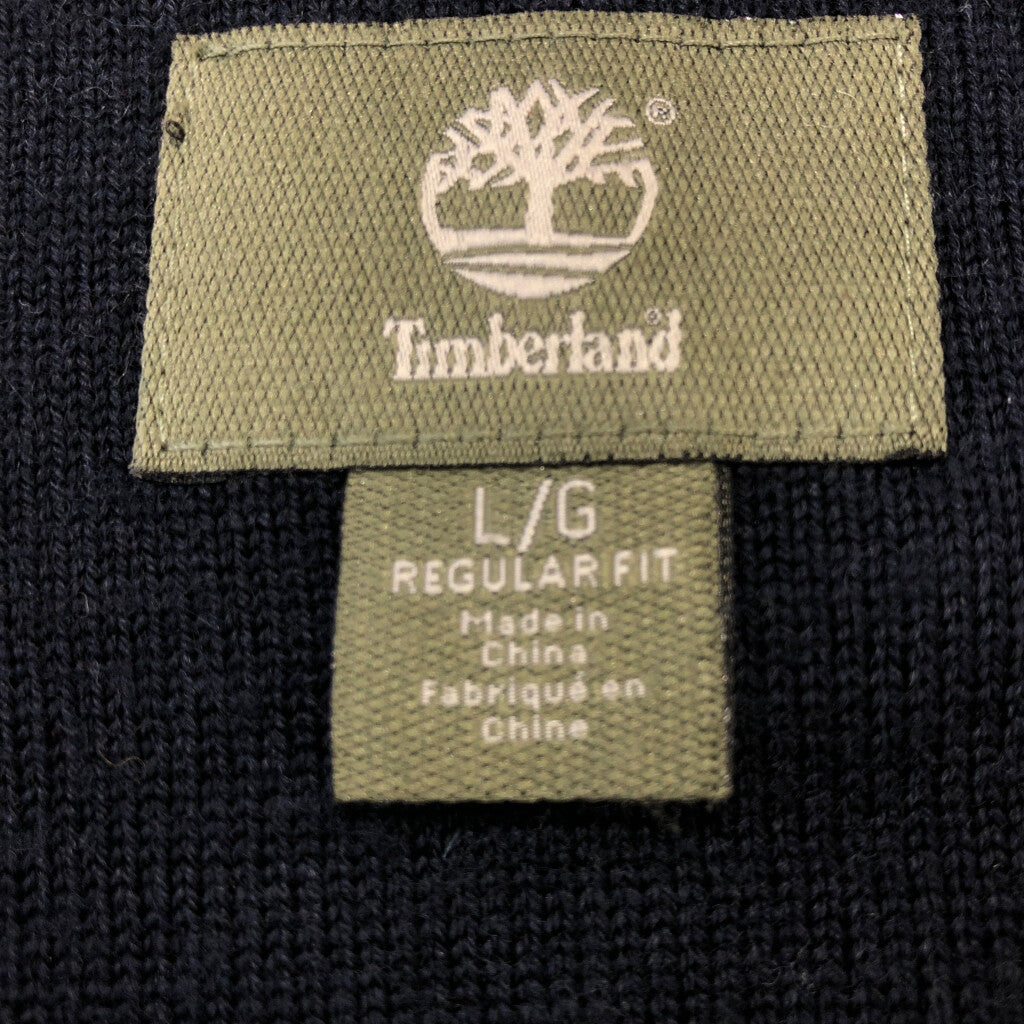 ®
Timberland®
L/G
REGULAR FIT
Made in
China
Fabriqué en
Chine